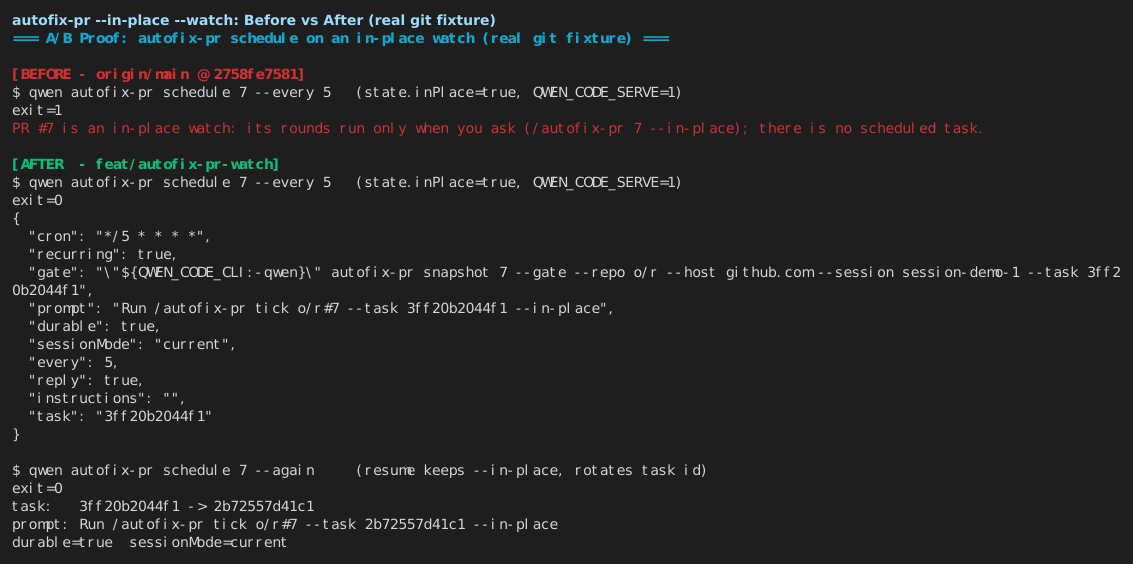 autofix-pr --in-place --watch: Before vs After (real git fixture)
=== A/B Proof: autofix-pr schedule on an in-place watch (real git fixture) ===
[BEFORE - origin/main @ 2758fe7581]
$ qwen autofix-pr schedule 7 --every 5 (state.inPlace=true, QWEN_CODE_SERVE=1)
exit=1
PR #7 is an in-place watch: its rounds run only when you ask (/autofix-pr 7 --in-place); there is no scheduled task.
[AFTER - feat/autofix-pr-watch]
$ qwen autofix-pr schedule 7 --every 5 (state.inPlace=true, QWEN_CODE_SERVE=1)
exit=0
{
"cron": "*/5 * * * *",
"recurring": true,
"gate": "\"${QWEN_CODE_CLI:-qwen}\" autofix-pr snapshot 7 --gate --repo o/r --host github.com --session session-demo-1 --task 3ff2
0b2044f1",
"prompt": "Run /autofix-pr tick o/r#7 --task 3ff20b2044f1 --in-place",
"durable": true,
"sessionMode": "current",
"every": 5,
"reply": true,
"instructions": "",
"task": "3ff20b2044f1"
}
$ qwen autofix-pr schedule 7 --again (resume keeps --in-place, rotates task id)
exit=0
task: 3ff20b2044f1 -> 2b72557d41c1
prompt: Run /autofix-pr tick o/r#7 --task 2b72557d41c1 --in-place
durable=true sessionMode=current